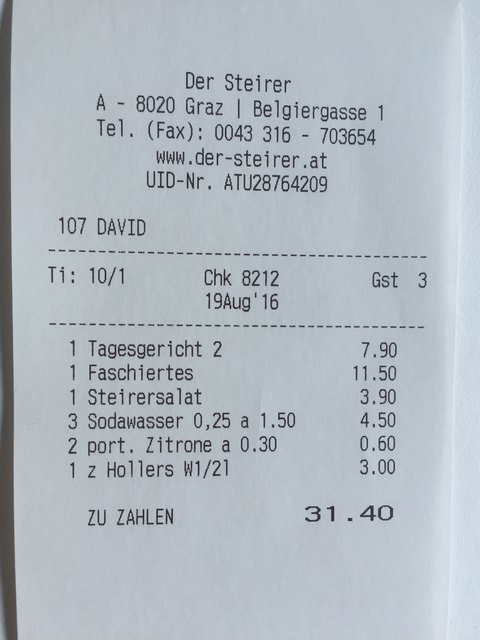 Der Steirer
A - 8020 Graz | Belgiergasse 1
Tel. (Fax): 0043 316 - 703654
www.der-steirer.at
UID-Nr. ATU28764209
107 DAVID
Ti: 10/1 Chk 8212 Gst 3
19Aug'16
1 Tagesgericht 2 7.90
1 Faschiertes 11.50
1 Steirersalat 3.90
3 Sodawasser 0,25 a 1.50 4.50
2 port. Zitrone a 0.30 0.60
1 z Hollers W1/2l 3.00
ZU ZAHLEN 31.40